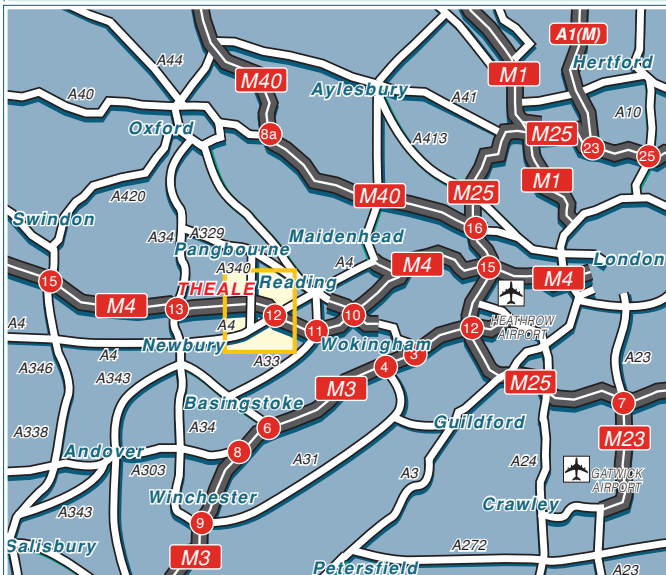 A1(M)
A44
M40
M1
Hertford
Aylesbury
A40
A41
A10
Oxford
8a
A413
M25
23
25
M40
M25
M1
A420
Swindon
A34
A329
16
Pangbourne
Maidenhead
London
A340
A4
M4
15
THEALE
Reading
15
M4
M4
13
12
10
A4
A4
11
12
HEATHROW
AIRPORT
A4
Newbury
Wokingham
A346
A343
A33
4
3
A23
M3
M25
7
Basingstoke
A338
A34
6
Guildford
M23
Andover
8
A303
A31
A3
A24
GATWICK
AIRPORT
Winchester
A343
Crawley
9
Salisbury
M3
A272
Petersfield
A23